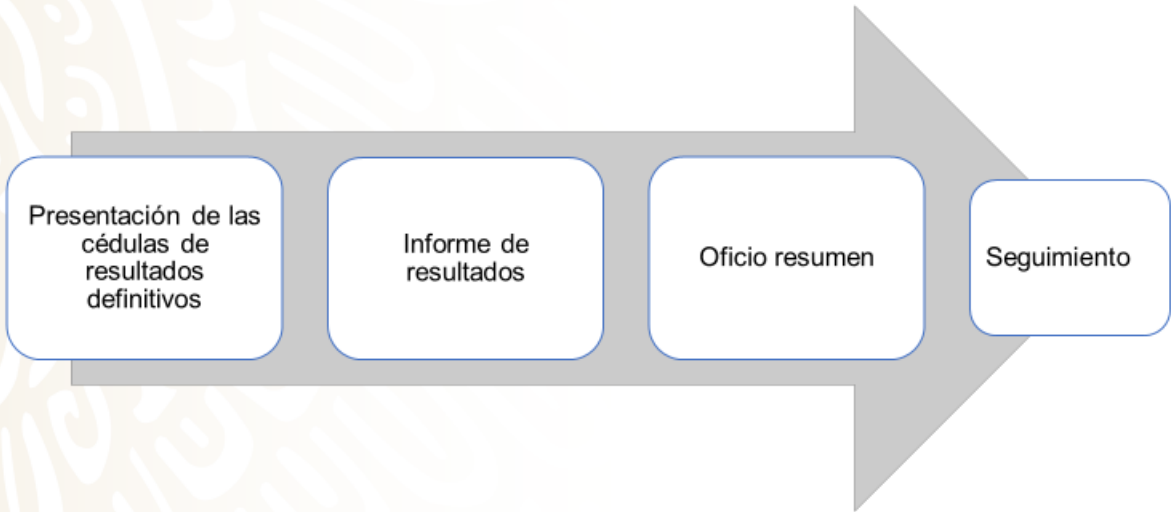 Presentación de las
cédulas de
resultados
definitivos
Informe de
resultados
Oficio resumen
Seguimiento